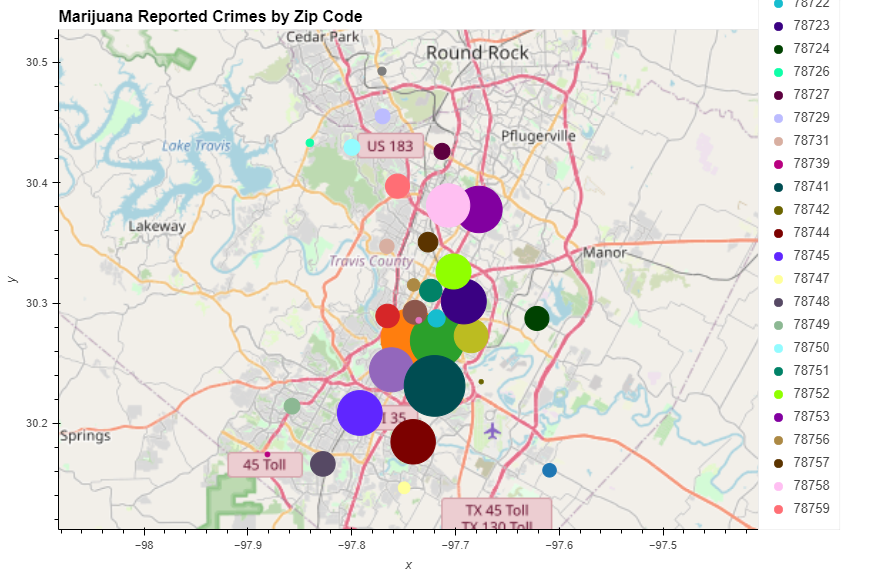 Marijuana Reported Crimes by Zip Code
Cedar Park
Round Rock
30.5
Pflugerville
US 183
Lake Travis
30.4
Lakeway
Manor
Travis County
y
30.3
30.2
I 35
Springs
45 Toll
TX 45 Toll
TX 130 Toll
−98
−97.9
−97.8
−97.7
−97.6
−97.5
x
78722
78723
78724
78726
78727
78729
78731
78739
78741
78742
78744
78745
78747
78748
78749
78750
78751
78752
78753
78756
78757
78758
78759